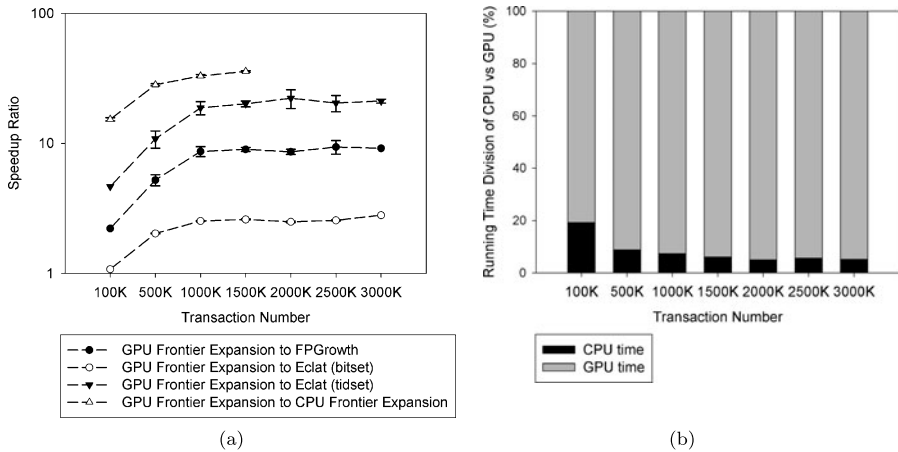 100
10
1
Speedup Ratio
100K 500K 1000K 1500K 2000K 2500K 3000K
Transaction Number
GPU Frontier Expansion to FPGrowth
GPU Frontier Expansion to Eclat (bitset)
GPU Frontier Expansion to Eclat (tidset)
GPU Frontier Expansion to CPU Frontier Expansion
(a)
Running Time Division of CPU vs GPU (%)
100
80
60
40
20
0
100K 500K 1000K 1500K 2000K 2500K 3000K
Transaction Number
CPU time
GPU time
(b)